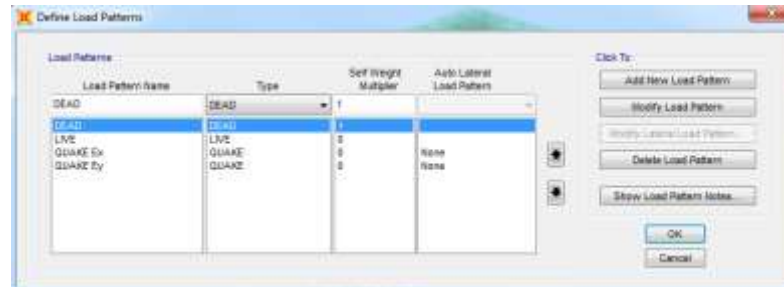 Define Load Patterns
Load Patterns
Click To:
Load Pattern Name Type Self Weight Multiplier Auto Lateral Load Pattern
DEAD DEAD 1
DEAD DEAD 1
LIVE LIVE 0
QUAKE Ex QUAKE 0 None
QUAKE Ey QUAKE 0 None
Add New Load Pattern
Modify Load Pattern
Modify Lateral Load Pattern...
Delete Load Pattern
Show Load Pattern Notes...
OK
Cancel